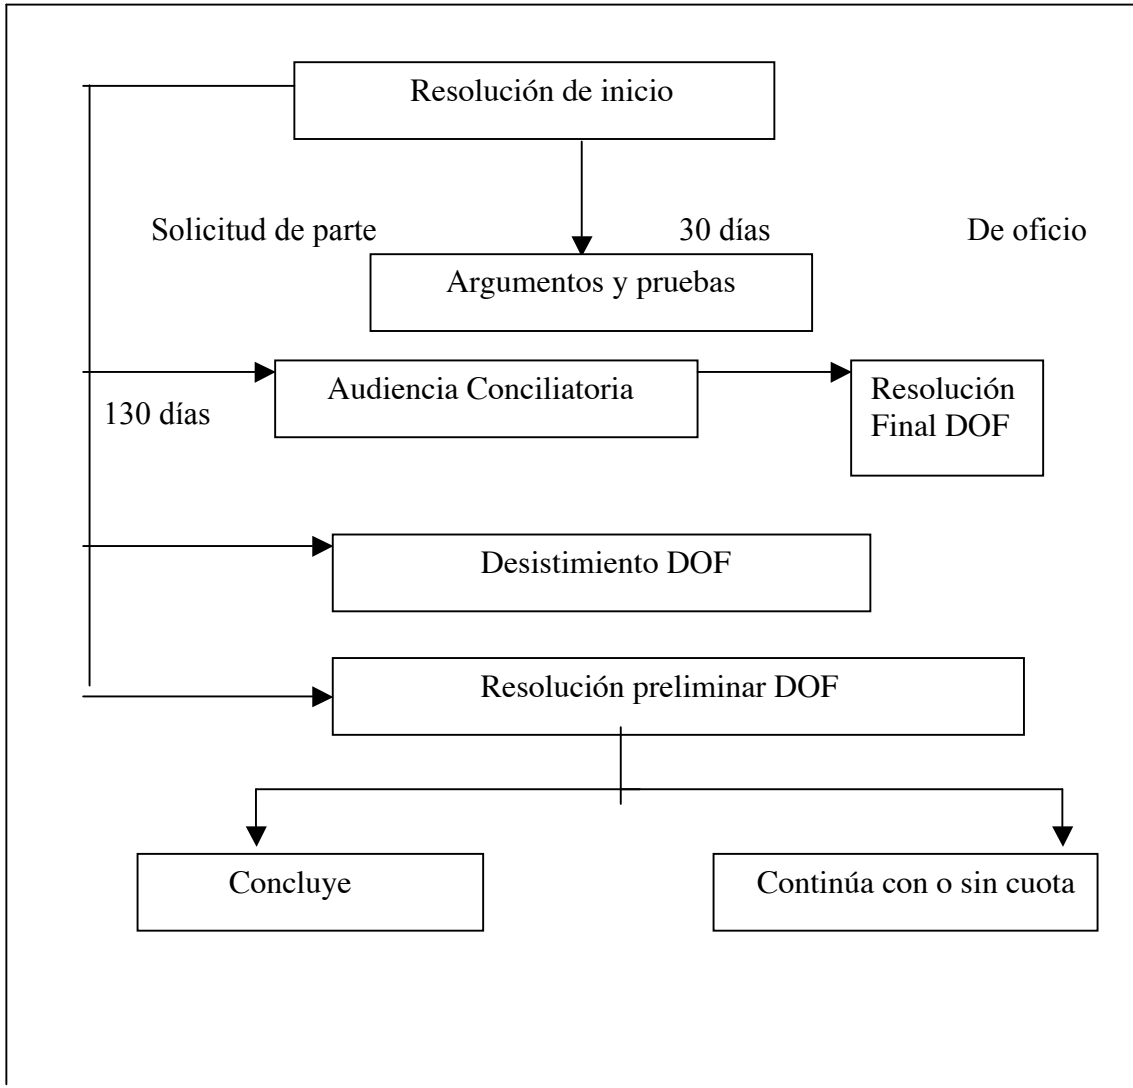 Resolución de inicio
Solicitud de parte
30 días
De oficio
Argumentos y pruebas
Audiencia Conciliatoria
Resolución
Final DOF
130 días
Desistimiento DOF
Resolución preliminar DOF
Concluye
Continúa con o sin cuota